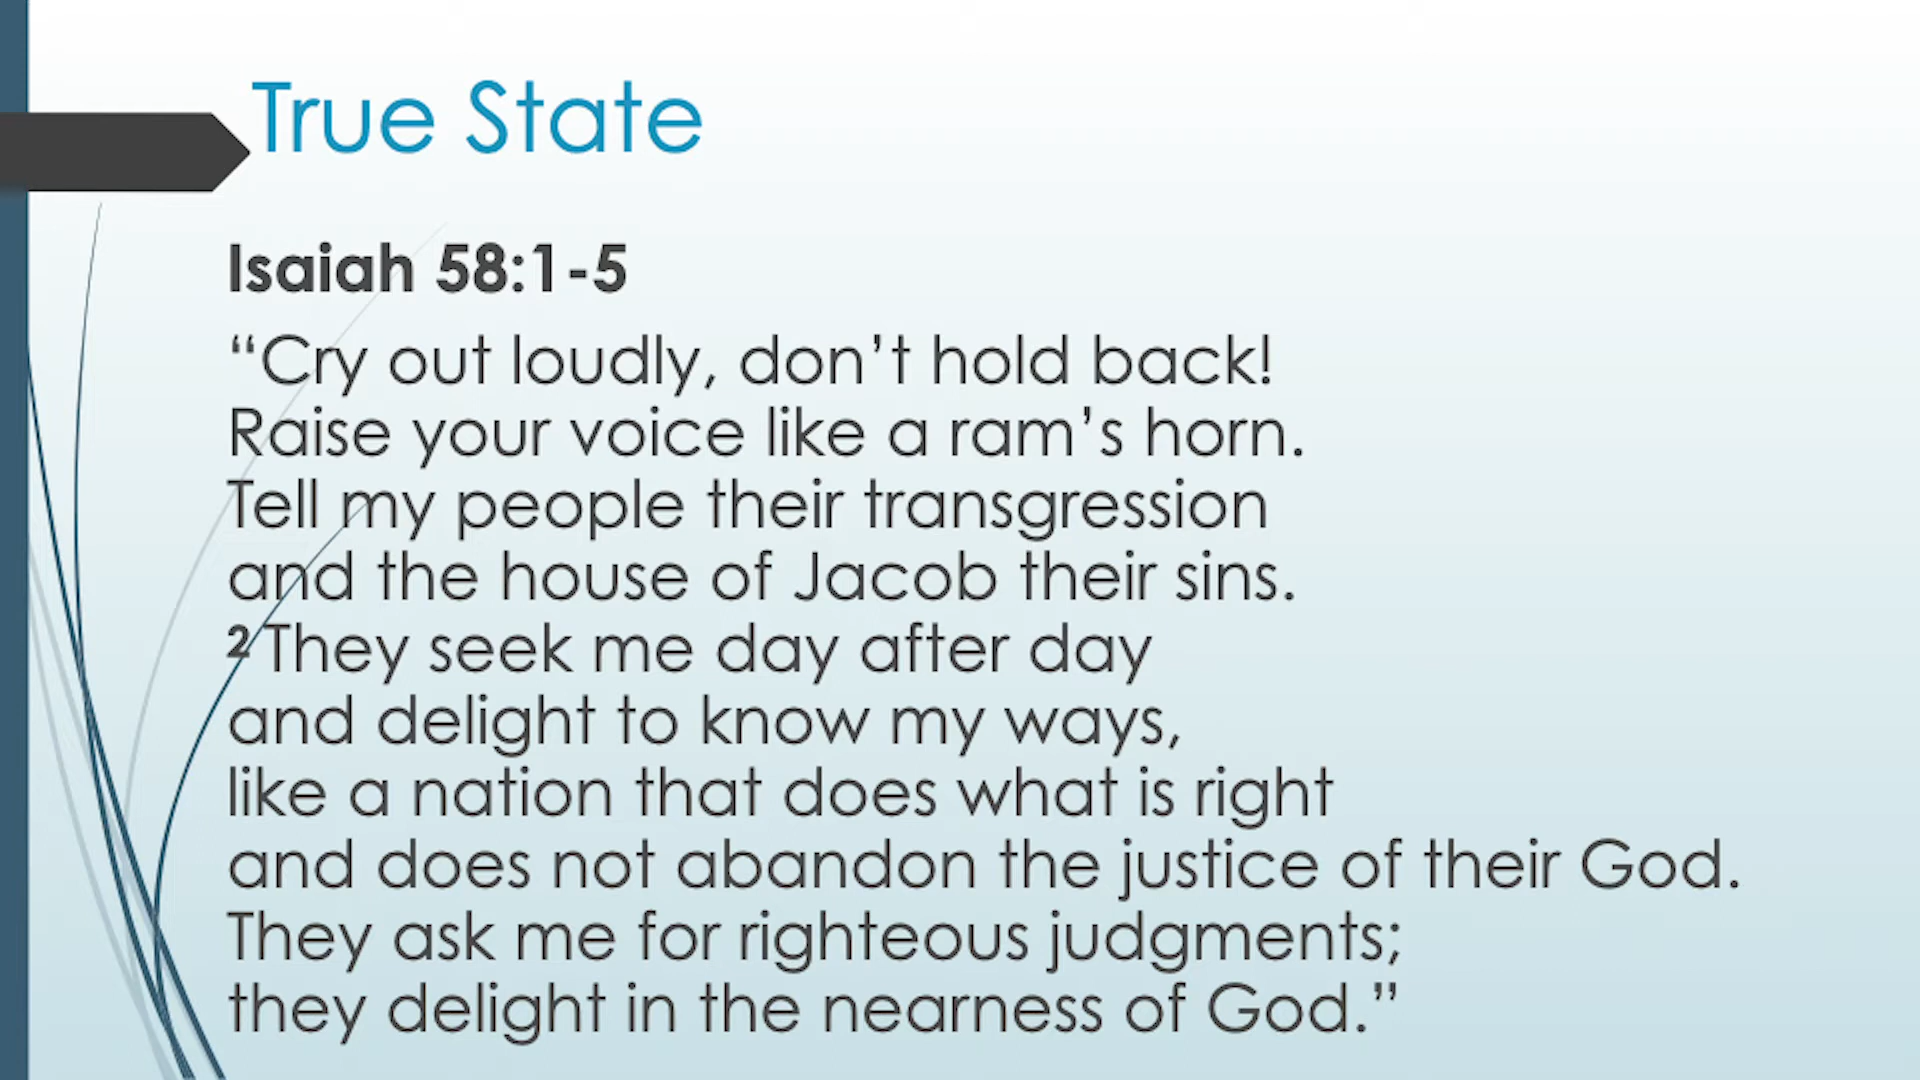 True State
Isaiah 58:1-5
“Cry out loudly, don’t hold back!
Raise your voice like a ram’s horn.
Tell my people their transgression
and the house of Jacob their sins.
2 They seek me day after day
and delight to know my ways,
like a nation that does what is right
and does not abandon the justice of their God.
They ask me for righteous judgments;
they delight in the nearness of God.”